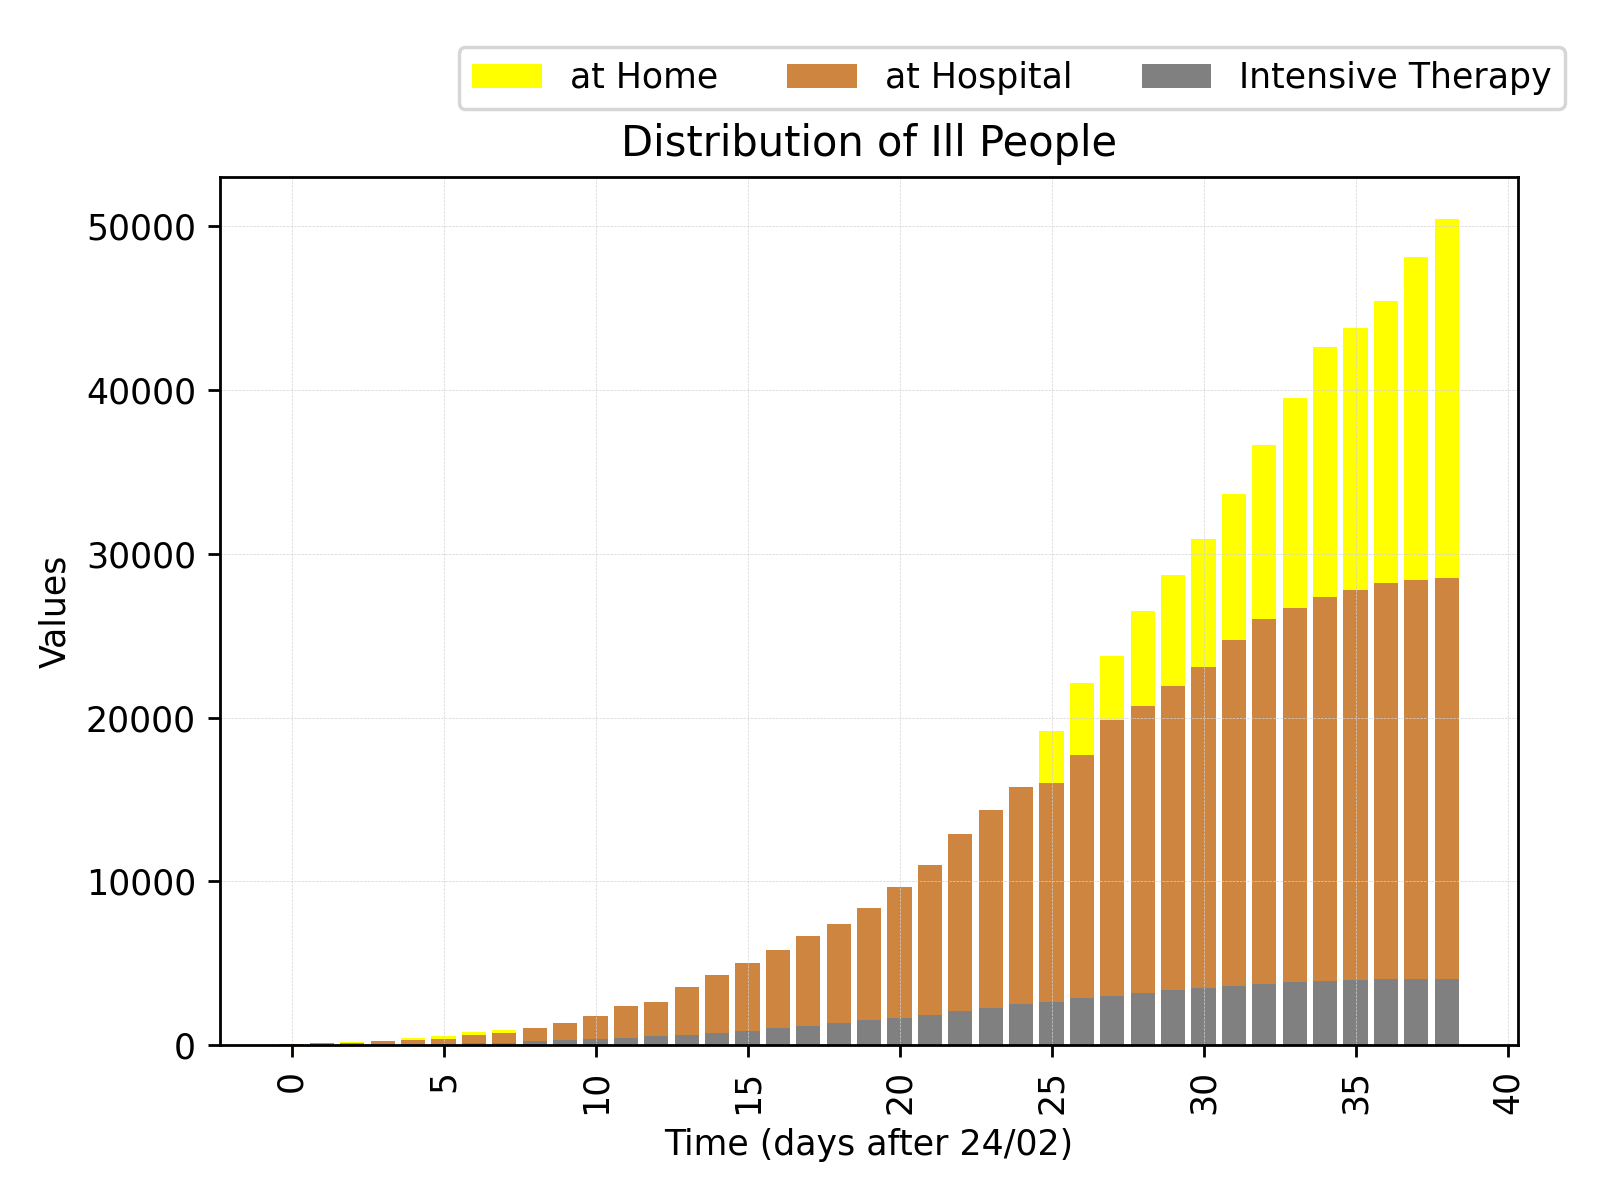 at Home at Hospital Intensive Therapy
Distribution of Ill People
50000
40000
30000
20000
10000
0
Values
0 5 10 15 20 25 30 35 40
Time (days after 24/02)